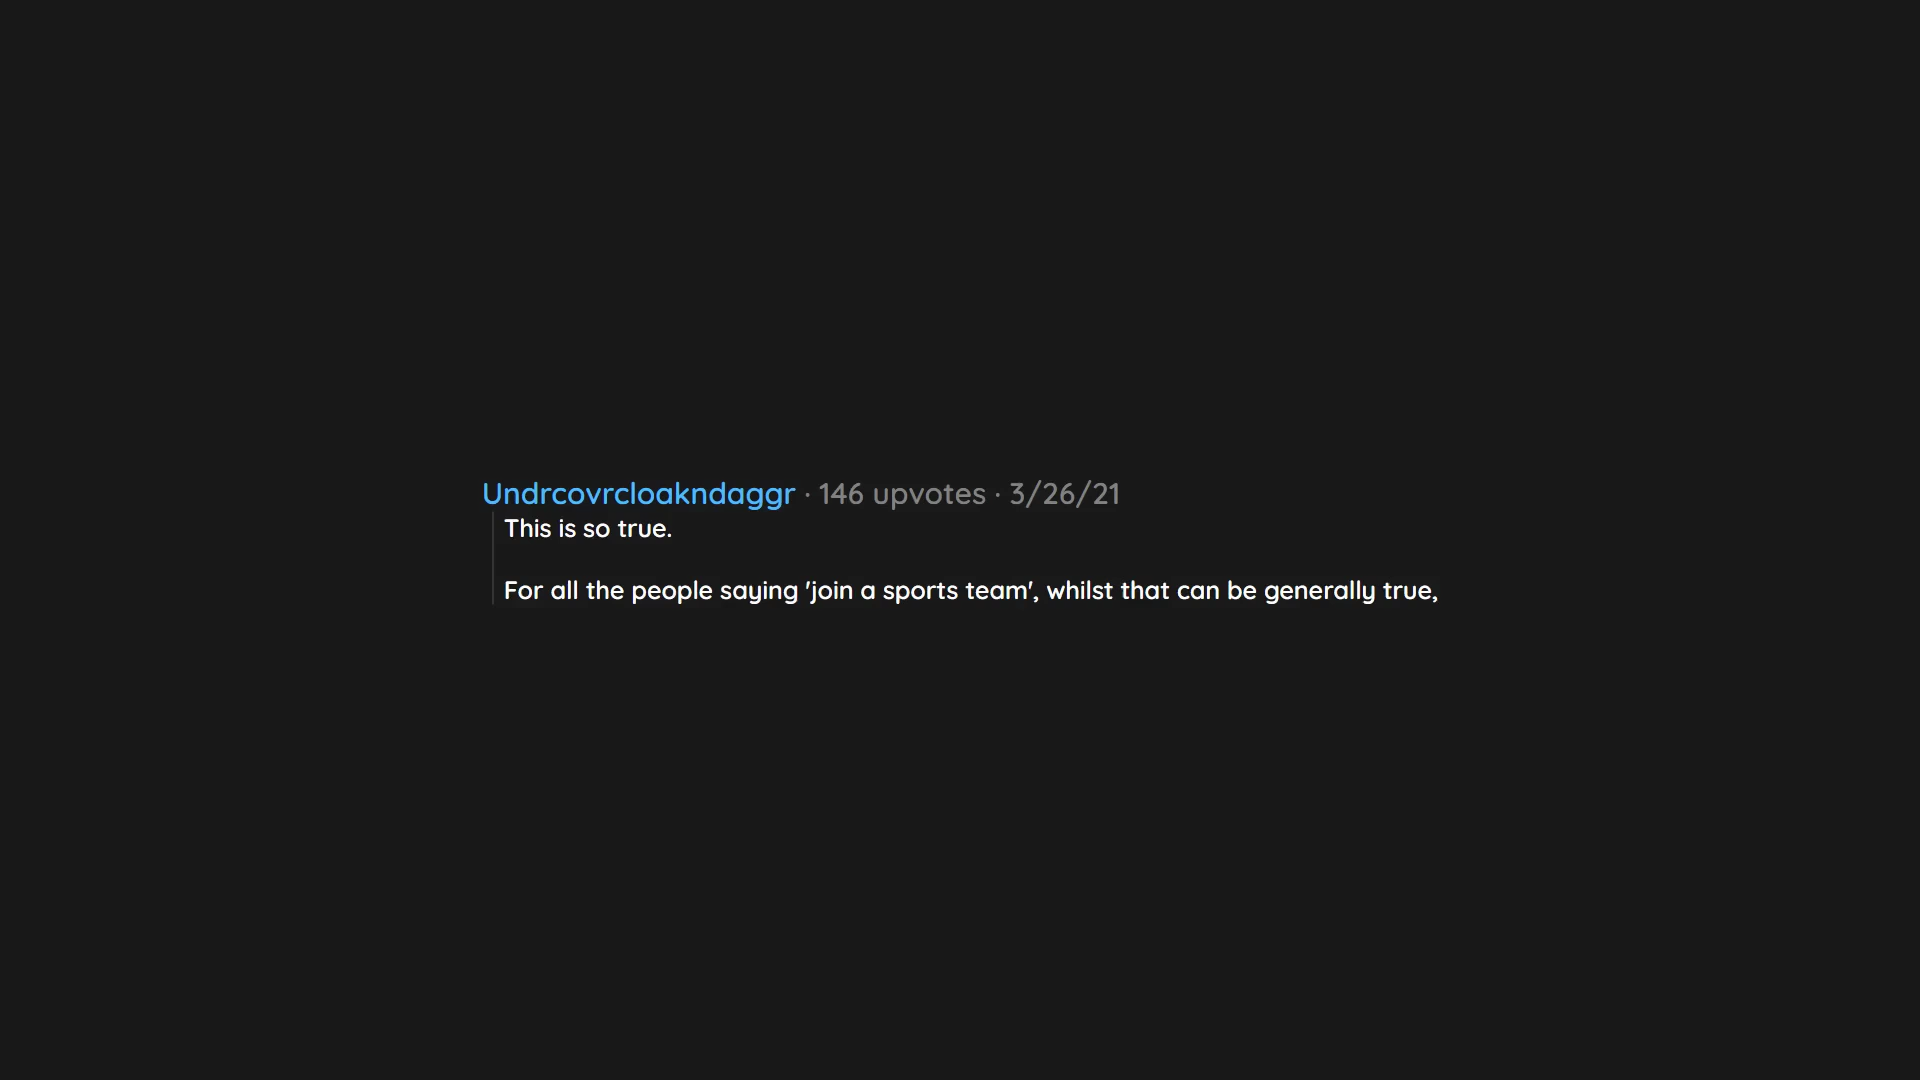 Undrcovrcloakndaggr · 146 upvotes · 3/26/21
This is so true.
For all the people saying 'join a sports team', whilst that can be generally true,